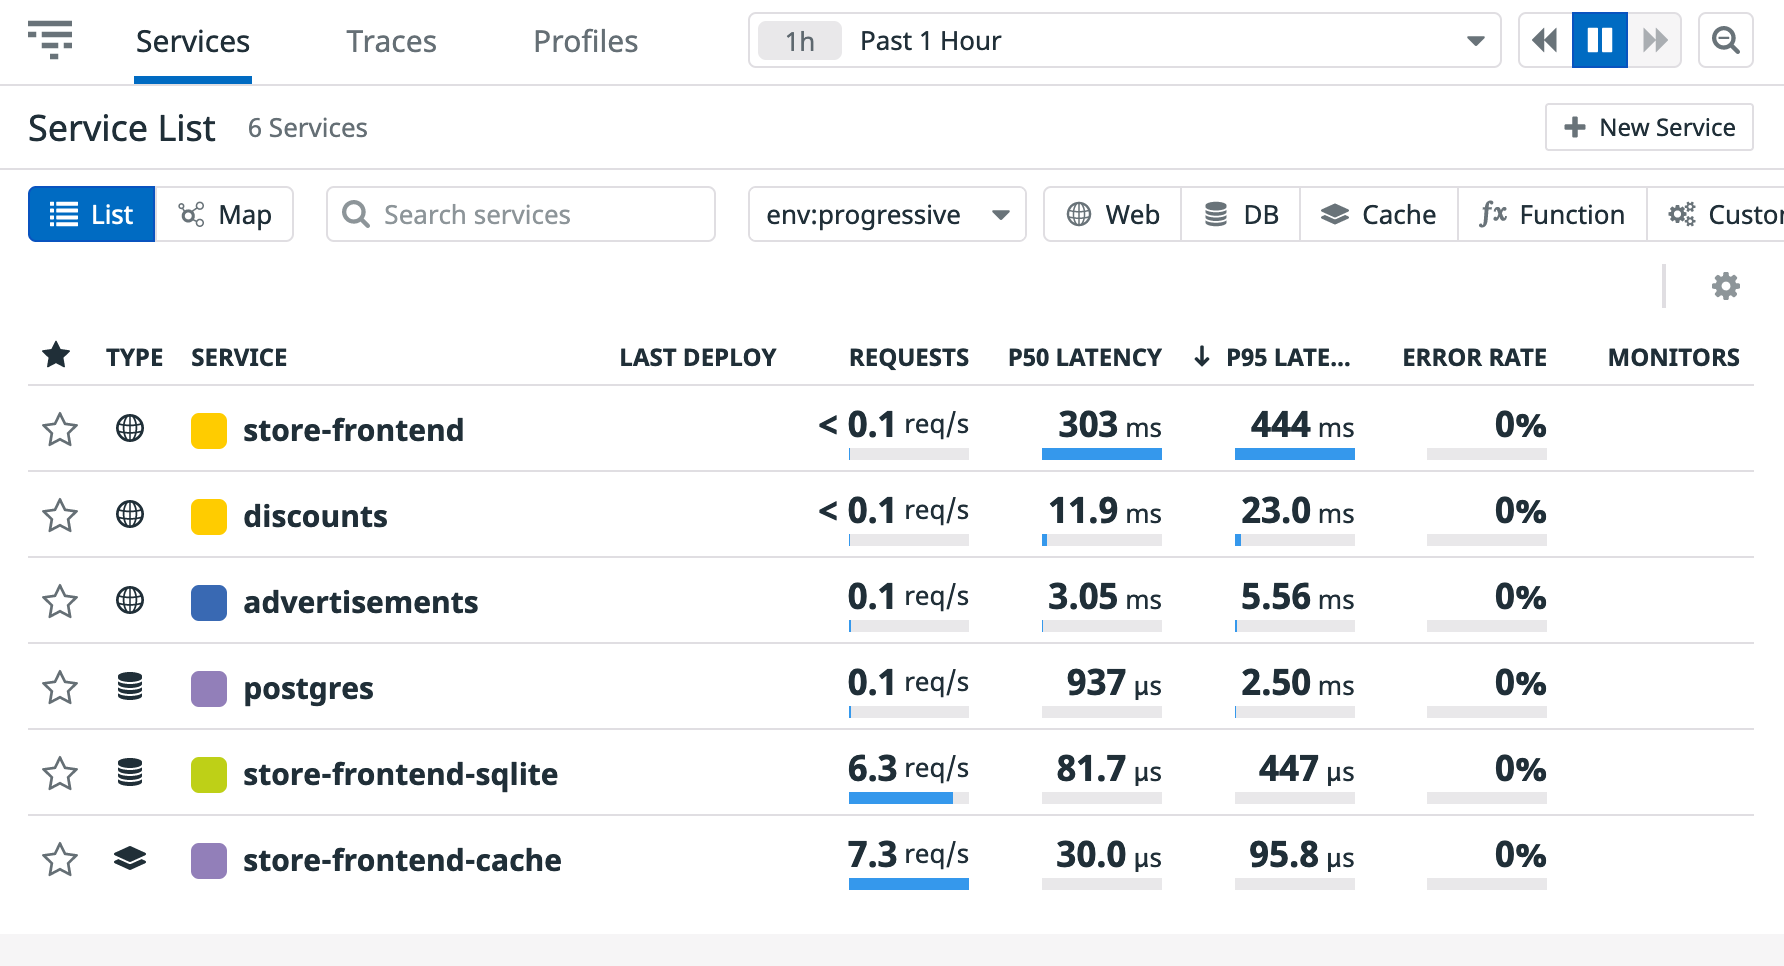 Services Traces Profiles 1h Past 1 Hour
Service List 6 Services + New Service
List Map Search services env:progressive Web DB Cache fx Function Custom
TYPE SERVICE LAST DEPLOY REQUESTS P50 LATENCY ↓ P95 LATE... ERROR RATE MONITORS
store-frontend < 0.1 req/s 303 ms 444 ms 0%
discounts < 0.1 req/s 11.9 ms 23.0 ms 0%
advertisements 0.1 req/s 3.05 ms 5.56 ms 0%
postgres 0.1 req/s 937 µs 2.50 ms 0%
store-frontend-sqlite 6.3 req/s 81.7 µs 447 µs 0%
store-frontend-cache 7.3 req/s 30.0 µs 95.8 µs 0%